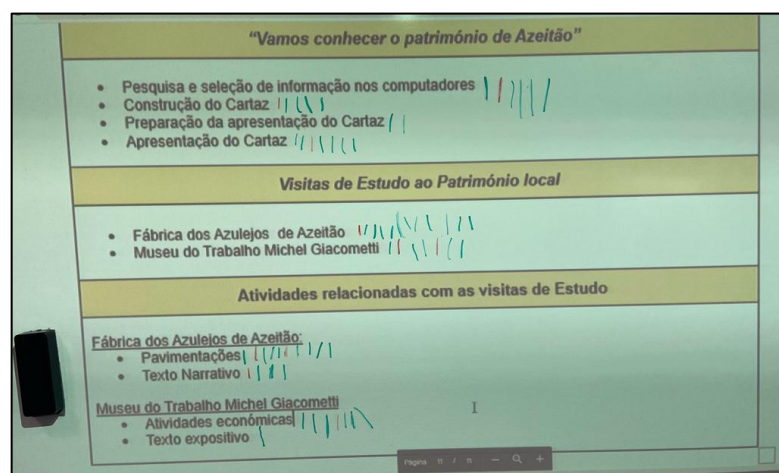 “Vamos conhecer o património de Azeitão”
• Pesquisa e seleção de informação nos computadores
• Construção do Cartaz
• Preparação da apresentação do Cartaz
• Apresentação do Cartaz
Visitas de Estudo ao Património local
• Fábrica dos Azulejos de Azeitão
• Museu do Trabalho Michel Giacometti
Atividades relacionadas com as visitas de Estudo
Fábrica dos Azulejos de Azeitão:
• Pavimentações
• Texto Narrativo
Museu do Trabalho Michel Giacometti
• Atividades económicas
• Texto expositivo
Página 11 / 11